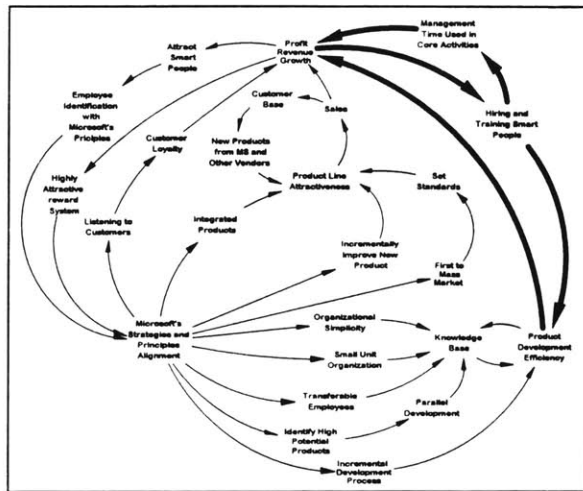 Management
Time Used in
Core Activities
Attract
Smart
People
Profit
Revenue
Growth
Employee
Identification
with
Microsoft's
Priciples
Customer
Base
Sales
Hiring and
Training Smart
People
Customer
Loyalty
New Products
from MS and
Other Vendors
Highly
Attractive
reward
System
Product Line
Attractiveness
Set
Standards
Listening to
Customers
Integrated
Products
Incrementally
Improve New
Product
First to
Mass
Market
Microsoft's
Strategies and
Principles
Alignment
Organizational
Simplicity
Knowledge
Base
Product
Development
Efficiency
Small Unit
Organization
Transferable
Employees
Parallel
Development
Identify High
Potential
Products
Incremental
Development
Process